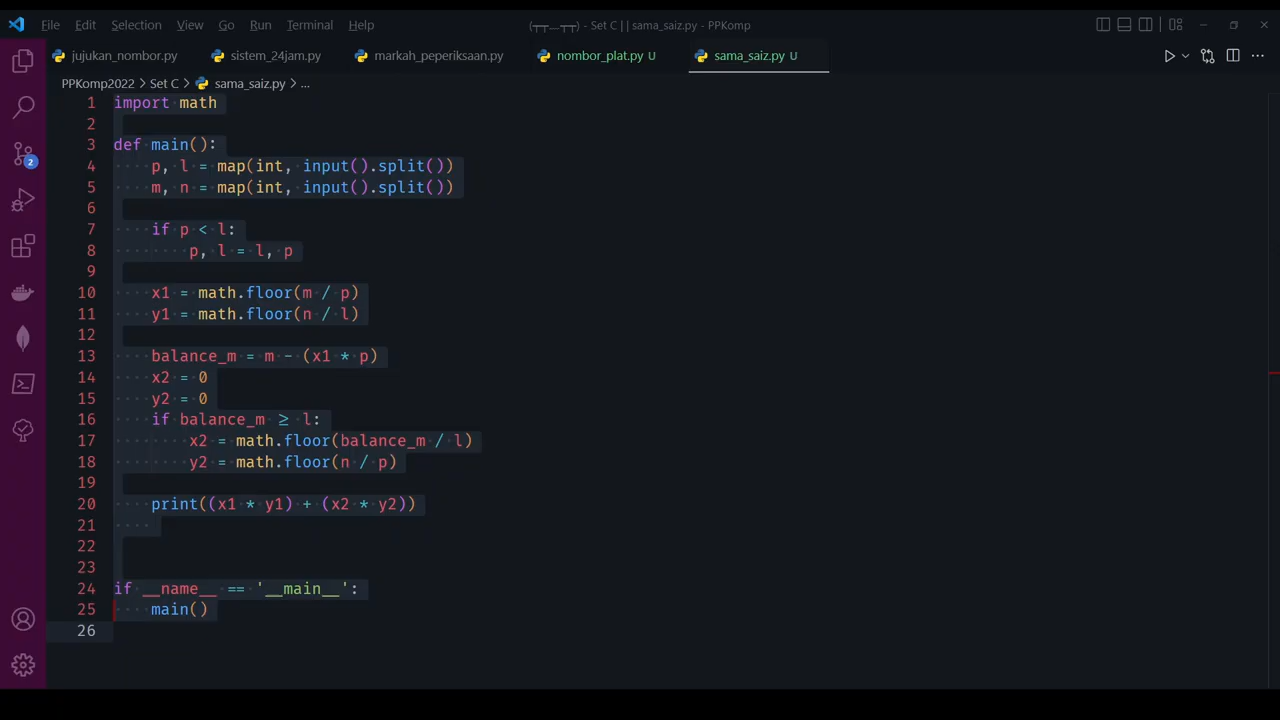 File Edit Selection View Go Run Terminal Help (┬┬﹏┬┬) - Set C || sama_saiz.py - PPKomp
jujukan_nombor.py sistem_24jam.py markah_peperiksaan.py nombor_plat.py U sama_saiz.py U
PPKomp2022 > Set C > sama_saiz.py > ...
1 import math
2
3 def main():
4 p, l = map(int, input().split())
5 m, n = map(int, input().split())
6
7 if p < l:
8 p, l = l, p
9
10 x1 = math.floor(m / p)
11 y1 = math.floor(n / l)
12
13 balance_m = m - (x1 * p)
14 x2 = 0
15 y2 = 0
16 if balance_m ≥ l:
17 x2 = math.floor(balance_m / l)
18 y2 = math.floor(n / p)
19
20 print((x1 * y1) + (x2 * y2))
21
22
23
24 if __name__ == '__main__':
25 main()
26
2